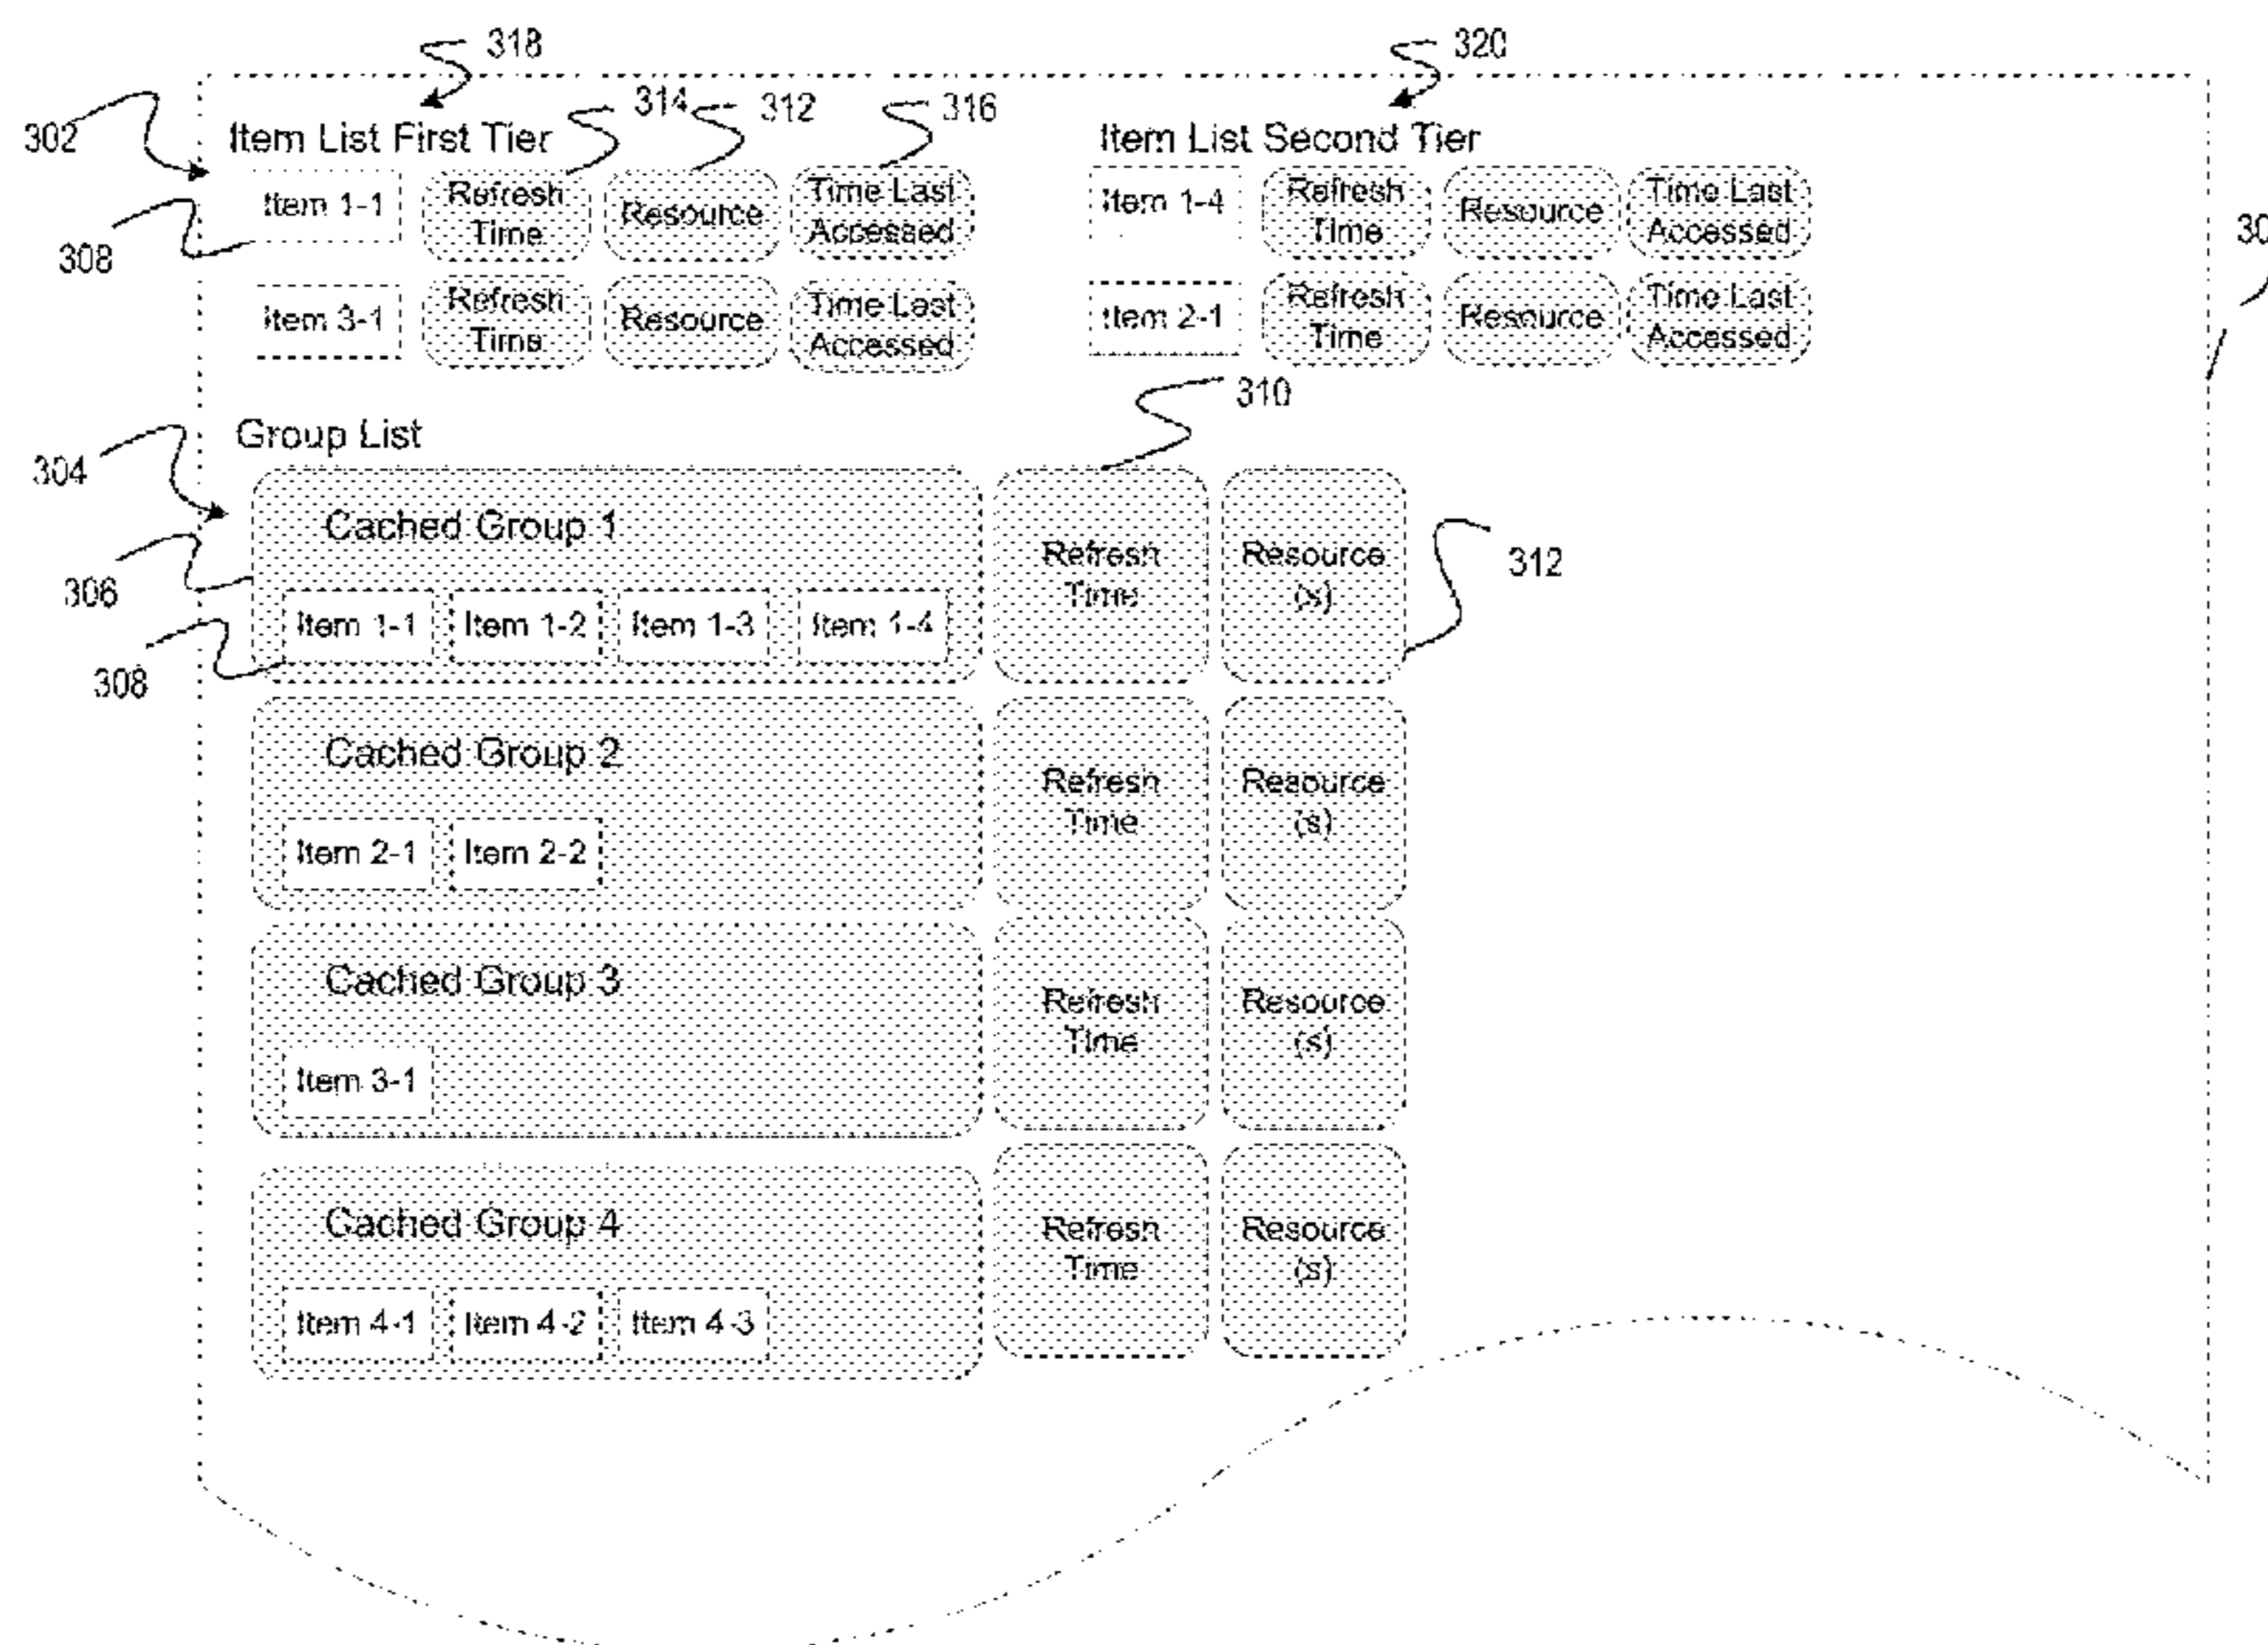 318
320
314
312
316
302
Item List First Tier
Item List Second Tier
Item 1-1
Refresh Time
Resource
Time Last Accessed
Item 1-4
Refresh Time
Resource
Time Last Accessed
308
Item 3-1
Refresh Time
Resource
Time Last Accessed
Item 2-1
Refresh Time
Resource
Time Last Accessed
310
Group List
304
Cached Group 1
Refresh Time
Resource (s)
312
306
Item 1-1
Item 1-2
Item 1-3
Item 1-4
308
Cached Group 2
Refresh Time
Resource (s)
Item 2-1
Item 2-2
Cached Group 3
Refresh Time
Resource (s)
Item 3-1
Cached Group 4
Refresh Time
Resource (s)
Item 4-1
Item 4-2
Item 4-3